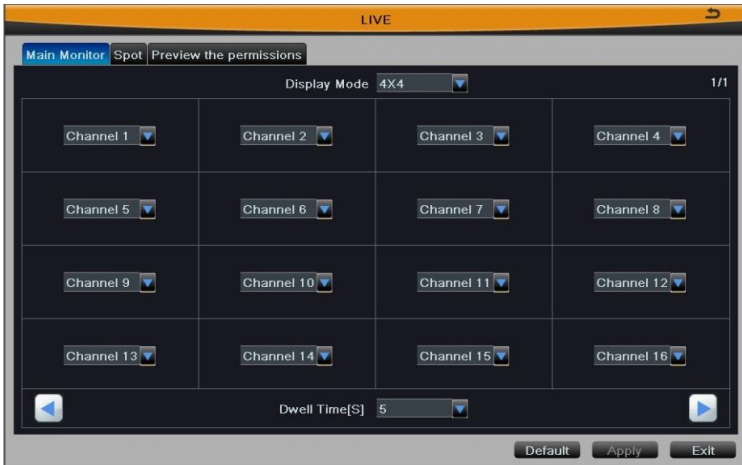 LIVE
Main Monitor Spot Preview the permissions
Display Mode 4X4 1/1
Channel 1 Channel 2 Channel 3 Channel 4
Channel 5 Channel 6 Channel 7 Channel 8
Channel 9 Channel 10 Channel 11 Channel 12
Channel 13 Channel 14 Channel 15 Channel 16
Dwell Time[S] 5
Default Apply Exit